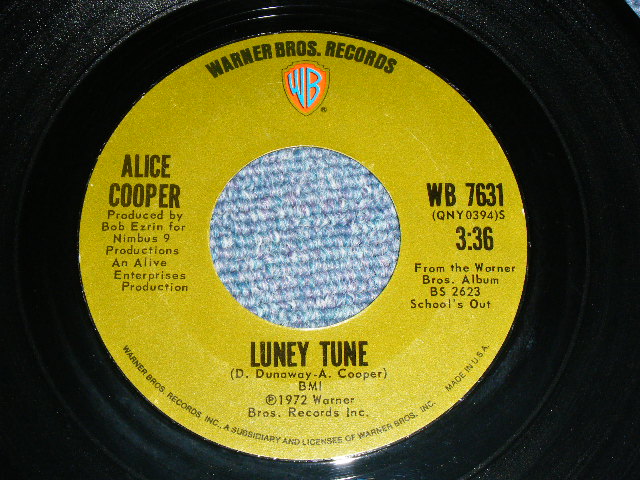 WARNER BROS. RECORDS
WB
®
ALICE
COOPER
Produced by
Bob Ezrin for
Nimbus 9
Productions
An Alive
Enterprises
Production
WB 7631
(QNY0394)S
3:36
From the Warner
Bros. Album
BS 2623
School's Out
LUNEY TUNE
(D. Dunaway-A. Cooper)
BMI
℗1972 Warner
Bros. Records Inc.
WARNER BROS. RECORDS INC., A SUBSIDIARY AND LICENSEE OF WARNER BROS., INC. MADE IN U.S.A.